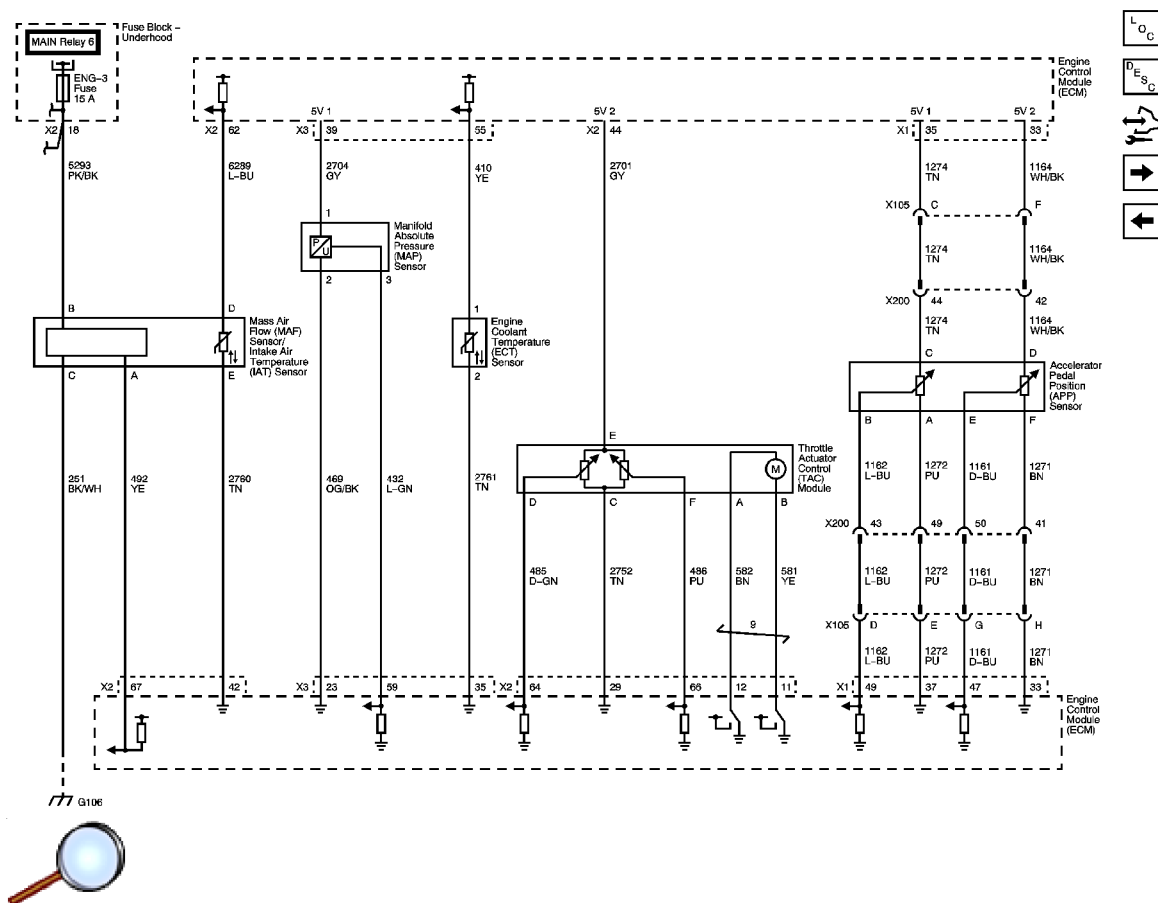 Fuse Block –
Underhood
MAIN Relay 6
ENG–3
Fuse
15 A
X2 18
Engine
Control
Module
(ECM)
5V 1
5V 2
5V 1
5V 2
X2 62
X3 39
55
X2 44
X1 35
33
5293
PK/BK
6289
L–BU
2704
GY
410
YE
2701
GY
1274
TN
1164
WH/BK
X105 C F
1274
TN
1164
WH/BK
X200 44 42
1274
TN
1164
WH/BK
1
P
U
Manifold
Absolute
Pressure
(MAP)
Sensor
2 3
B D
Mass Air
Flow (MAF)
Sensor/
Intake Air
Temperature
(IAT) Sensor
C A E
1
Engine
Coolant
Temperature
(ECT)
Sensor
2
C D
Accelerator
Pedal
Position
(APP)
Sensor
B A E F
E
Throttle
Actuator
Control
(TAC)
Module
M
D C F A B
251
BK/WH
492
YE
2760
TN
469
OG/BK
432
L–GN
2761
TN
1162
L–BU
1272
PU
1161
D–BU
1271
BN
X200 43 49 50 41
485
D–GN
2752
TN
486
PU
582
BN
581
YE
1162
L–BU
1272
PU
1161
D–BU
1271
BN
9
X105 D E G H
1162
L–BU
1272
PU
1161
D–BU
1271
BN
X2 67 42
X3 23 59 35
X2 64 29 66 12 11
X1 49 37 47 33
Engine
Control
Module
(ECM)
G106
L O C
D E S C